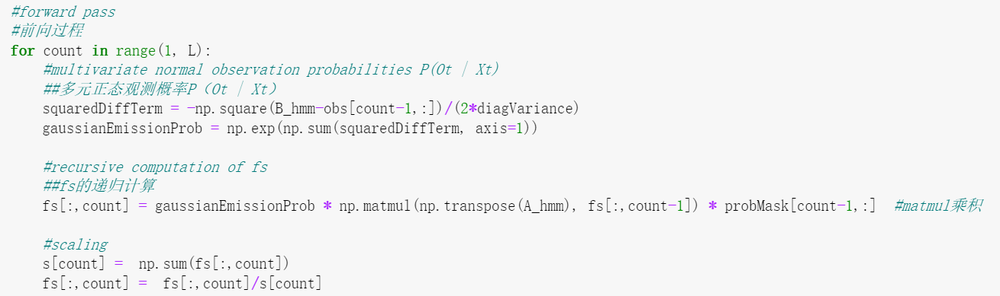 #forward pass
#前向过程
for count in range(1, L):
    #multivariate normal observation probabilities P(Ot | Xt)
    ##多元正态观测概率P（Ot | Xt）
    squaredDiffTerm = -np.square(B_hmm-obs[count-1,:])/(2*diagVariance)
    gaussianEmissionProb = np.exp(np.sum(squaredDiffTerm, axis=1))
    #recursive computation of fs
    ##fs的递归计算
    fs[:,count] = gaussianEmissionProb * np.matmul(np.transpose(A_hmm), fs[:,count-1]) * probMask[count-1,:]  #matmul乘积
    #scaling
    s[count] =  np.sum(fs[:,count])
    fs[:,count] =  fs[:,count]/s[count]